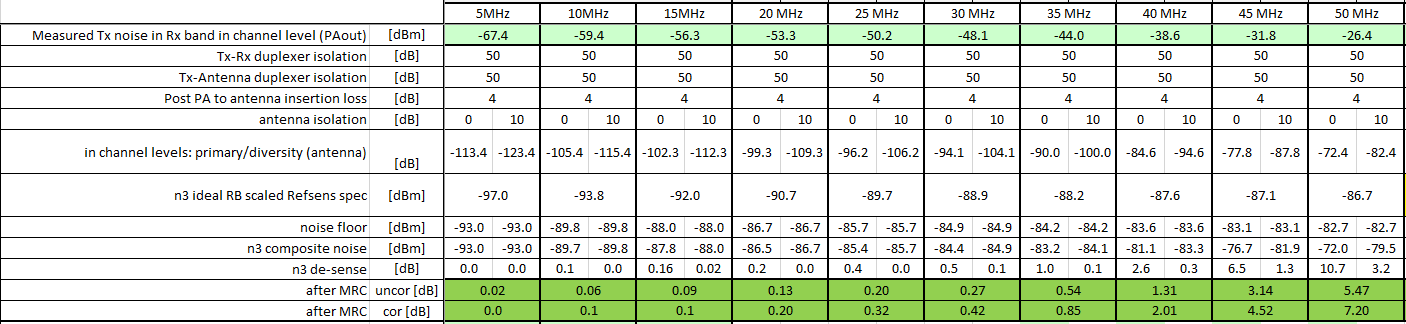 5MHz 10MHz 15MHz 20 MHz 25 MHz 30 MHz 35 MHz 40 MHz 45 MHz 50 MHz
Measured Tx noise in Rx band in channel level (PAout) [dBm] -67.4 -59.4 -56.3 -53.3 -50.2 -48.1 -44.0 -38.6 -31.8 -26.4
Tx-Rx duplexer isolation [dB] 50 50 50 50 50 50 50 50 50 50
Tx-Antenna duplexer isolation [dB] 50 50 50 50 50 50 50 50 50 50
Post PA to antenna insertion loss [dB] 4 4 4 4 4 4 4 4 4 4
antenna isolation [dB] 0 10 0 10 0 10 0 10 0 10 0 10 0 10 0 10 0 10 0 10
in channel levels: primary/diversity (antenna) [dB] -113.4 -123.4 -105.4 -115.4 -102.3 -112.3 -99.3 -109.3 -96.2 -106.2 -94.1 -104.1 -90.0 -100.0 -84.6 -94.6 -77.8 -87.8 -72.4 -82.4
n3 ideal RB scaled Refsens spec [dBm] -97.0 -93.8 -92.0 -90.7 -89.7 -88.9 -88.2 -87.6 -87.1 -86.7
noise floor [dBm] -93.0 -93.0 -89.8 -89.8 -88.0 -88.0 -86.7 -86.7 -85.7 -85.7 -84.9 -84.9 -84.2 -84.2 -83.6 -83.6 -83.1 -83.1 -82.7 -82.7
n3 composite noise [dBm] -93.0 -93.0 -89.7 -89.8 -87.8 -88.0 -86.5 -86.7 -85.4 -85.7 -84.4 -84.9 -83.2 -84.1 -81.1 -83.3 -76.7 -81.9 -72.0 -79.5
n3 de-sense [dB] 0.0 0.0 0.1 0.0 0.16 0.02 0.2 0.0 0.4 0.0 0.5 0.1 1.0 0.1 2.6 0.3 6.5 1.3 10.7 3.2
after MRC uncor [dB] 0.02 0.06 0.09 0.13 0.20 0.27 0.54 1.31 3.14 5.47
after MRC cor [dB] 0.0 0.1 0.1 0.20 0.32 0.42 0.85 2.01 4.52 7.20